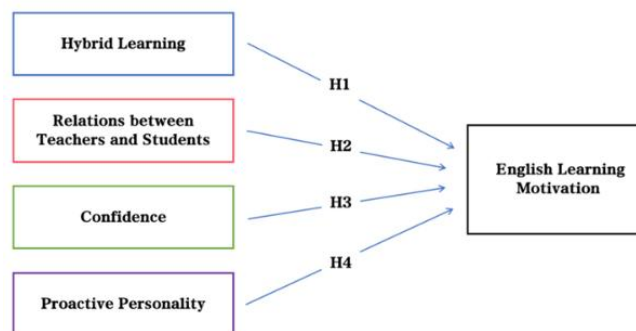 Hybrid Learning
H1
Relations between
Teachers and Students
H2
English Learning
Motivation
Confidence
H3
H4
Proactive Personality